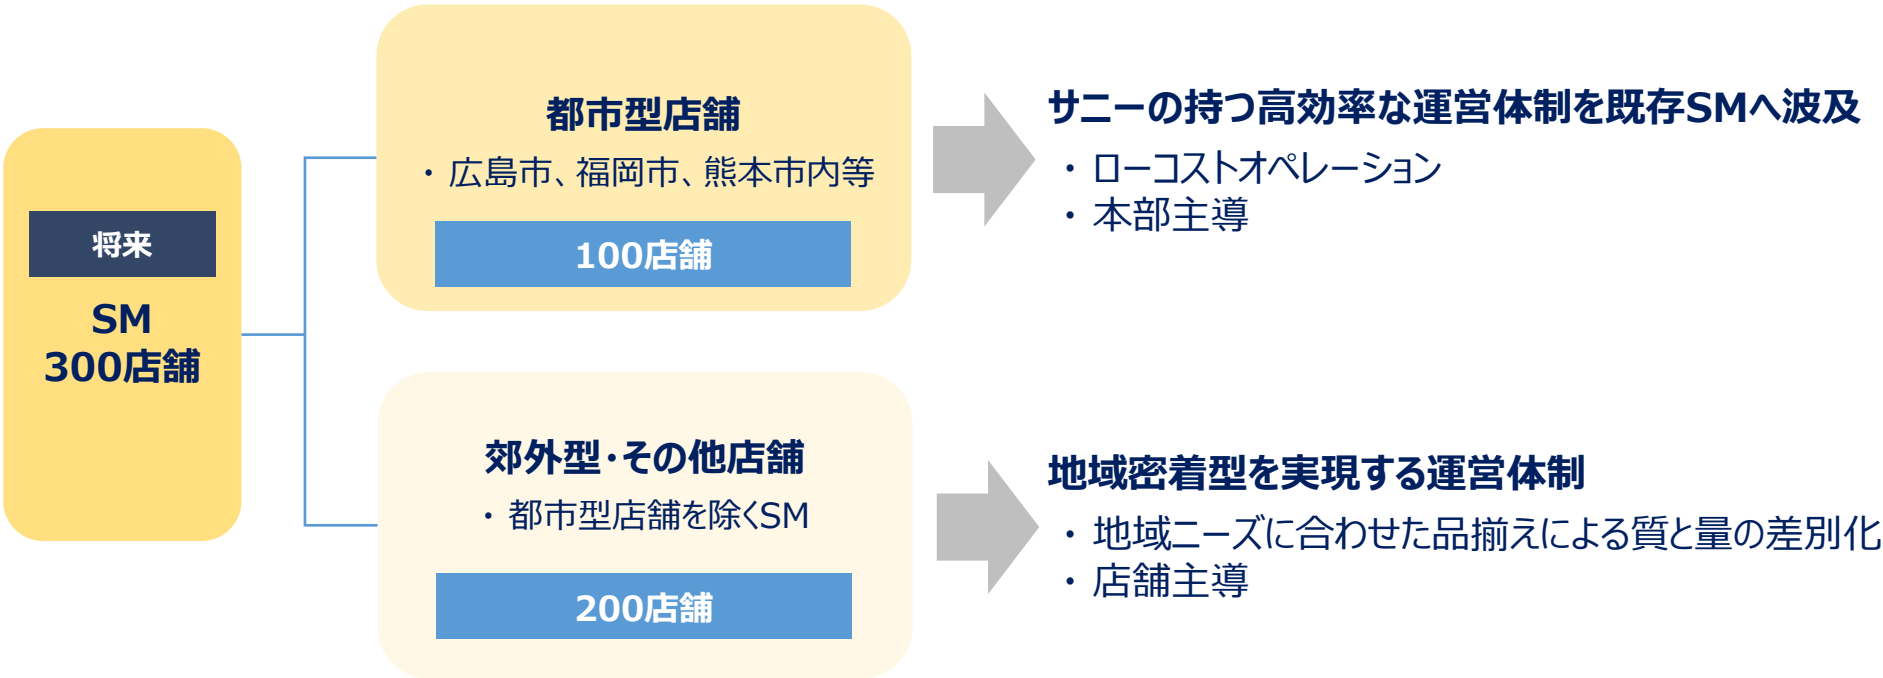 将来
SM
300店舗
都市型店舗
・広島市、福岡市、熊本市内等
100店舗
サニーの持つ高効率な運営体制を既存SMへ波及
・ローコストオペレーション
・本部主導
郊外型・その他店舗
・都市型店舗を除くSM
200店舗
地域密着型を実現する運営体制
・地域ニーズに合わせた品揃えによる質と量の差別化
・店舗主導